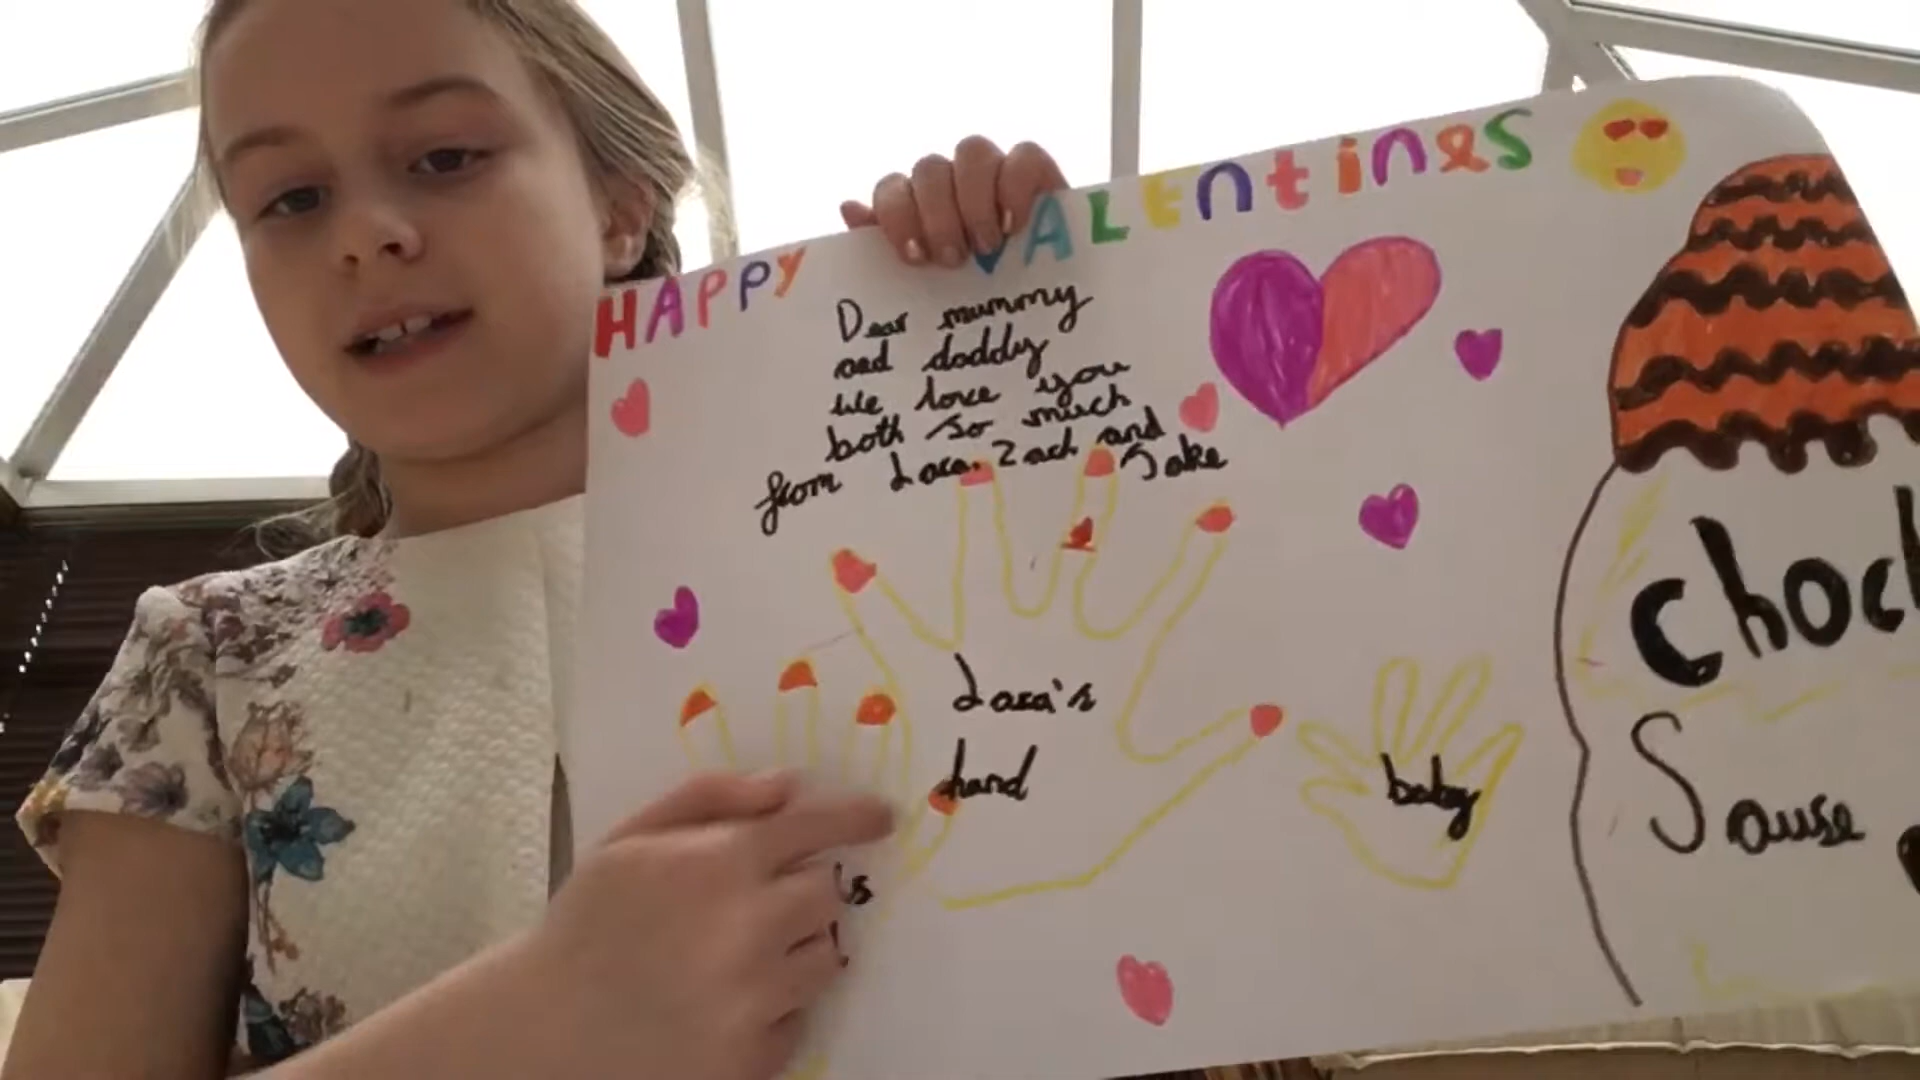 HAPPY VALENTINES
Dear mummy
and daddy
We love you
both so much
from Lara, Zach and Jake
Lara's
hand
baby
choc
Sause